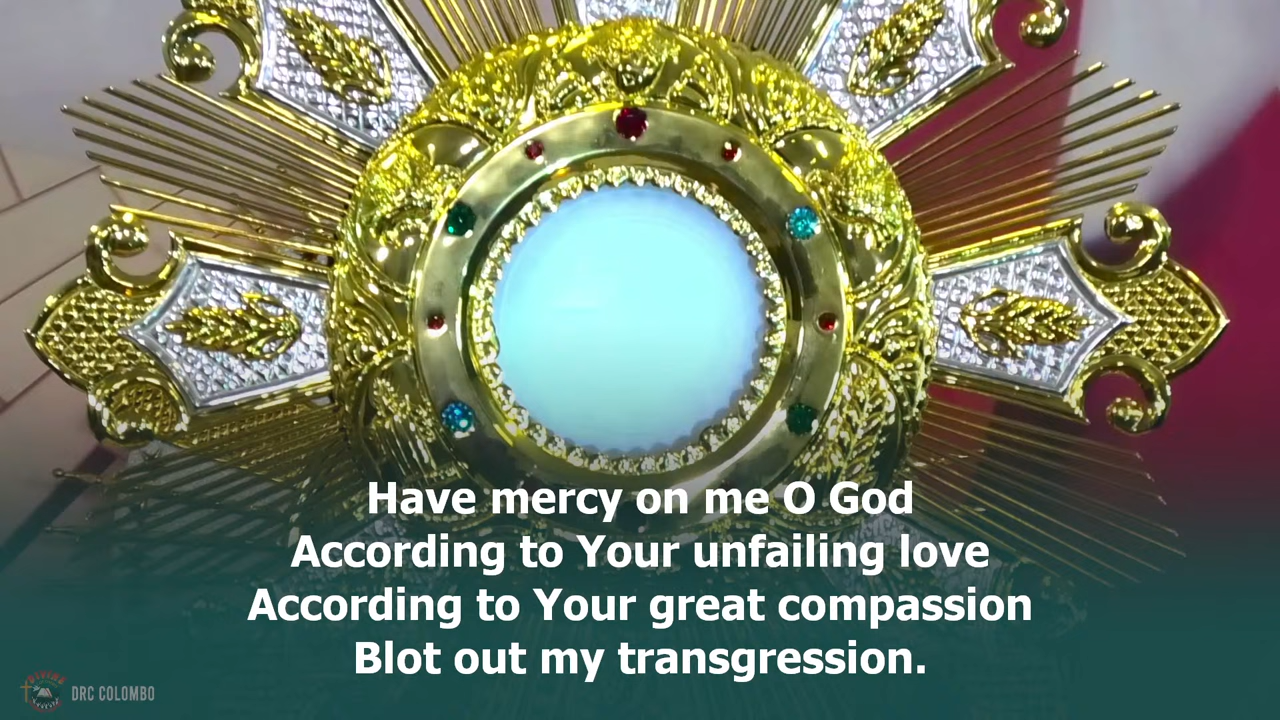 Have mercy on me O God
According to Your unfailing love
According to Your great compassion
Blot out my transgression.
DRC COLOMBO